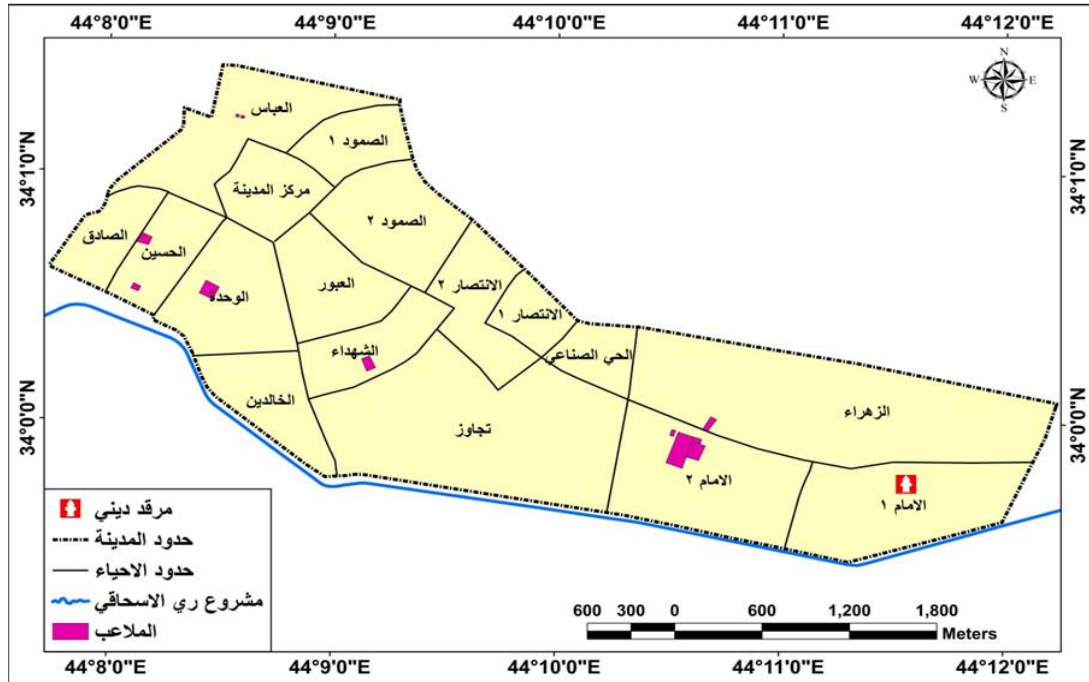 44°8'0"E 44°9'0"E 44°10'0"E 44°11'0"E 44°12'0"E
N
W E
S
34°1'0"N
34°1'0"N
العباس
الصمود ١
مركز المدينة
الصمود ٢
الصادق
الحسين
الوحدة
العبور
الانتصار ٢
الانتصار ١
الحي الصناعي
الشهداء
الخالدين
تجاوز
الزهراء
الامام ٢
الامام ١
34°0'0"N
34°0'0"N
مرقد ديني
حدود المدينة
حدود الاحياء
مشروع ري الاسحاقي
الملاعب
600 300 0 600 1,200 1,800
Meters
44°8'0"E 44°9'0"E 44°10'0"E 44°11'0"E 44°12'0"E